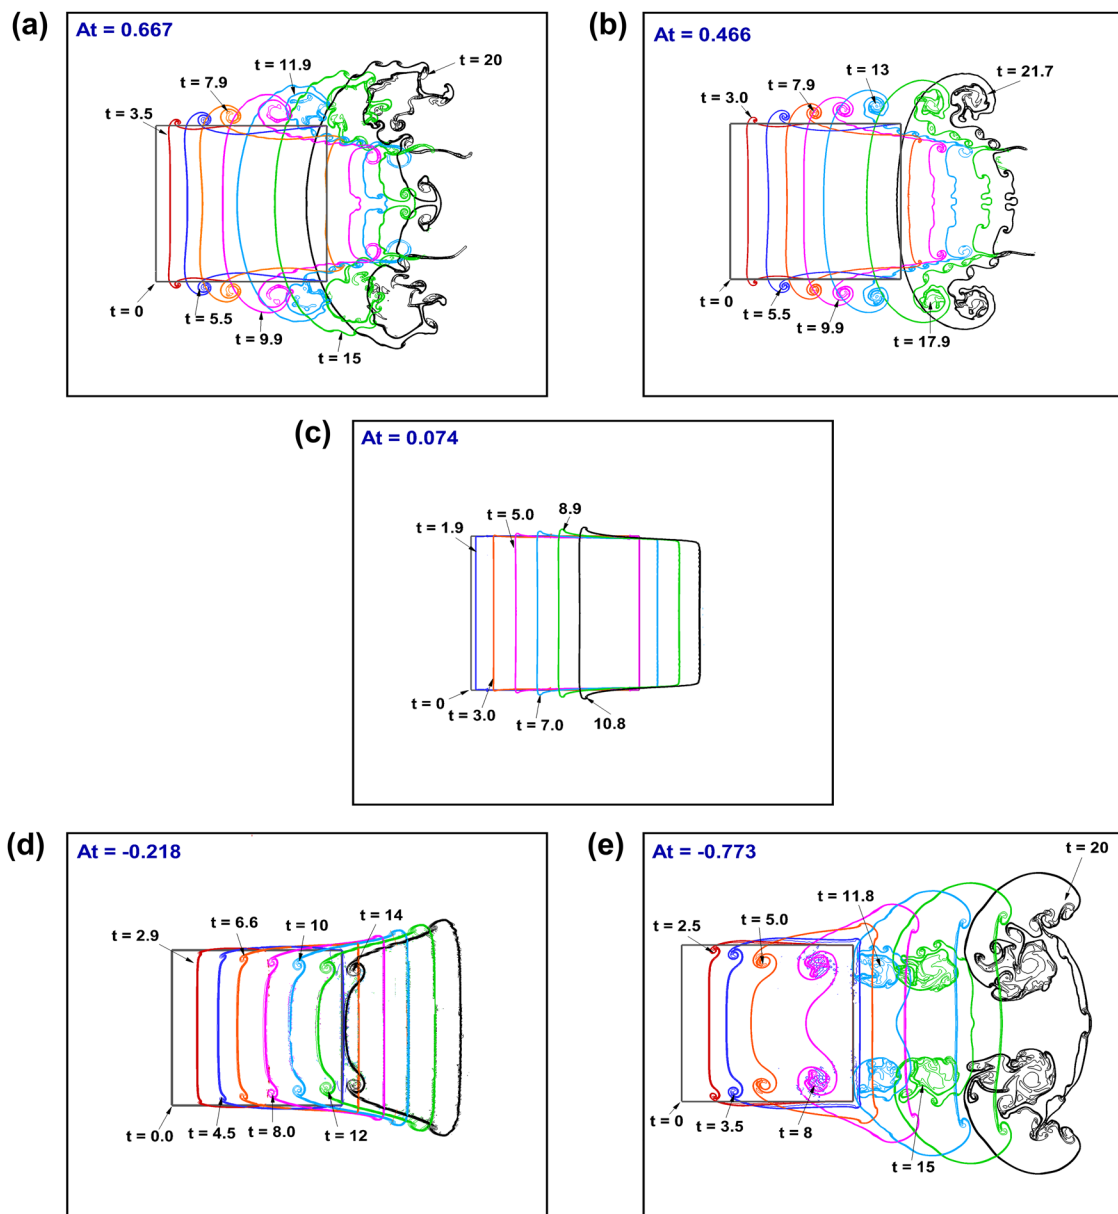 (a)
At = 0.667
t = 3.5
t = 7.9
t = 11.9
t = 20
t = 0
t = 5.5
t = 9.9
t = 15
(b)
At = 0.466
t = 3.0
t = 7.9
t = 13
t = 21.7
t = 0
t = 5.5
t = 9.9
t = 17.9
(c)
At = 0.074
t = 1.9
t = 5.0
8.9
t = 0
t = 3.0
t = 7.0
10.8
(d)
At = -0.218
t = 2.9
t = 6.6
t = 10
t = 14
t = 0.0
t = 4.5
t = 8.0
t = 12
(e)
At = -0.773
t = 2.5
t = 5.0
t = 11.8
t = 20
t = 0
t = 3.5
t = 8
t = 15